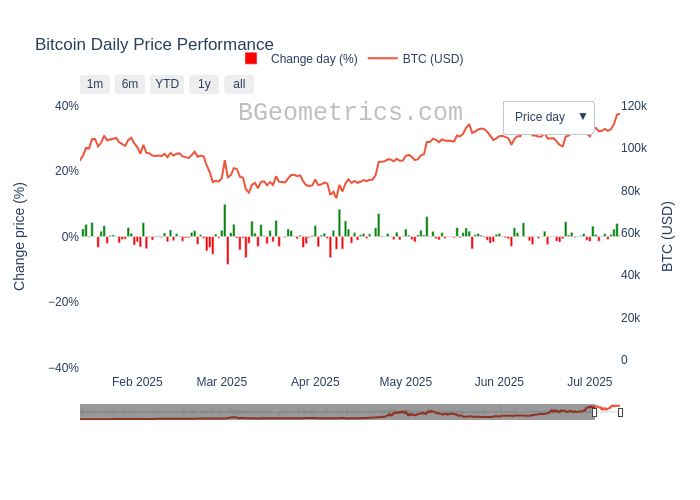 Bitcoin Daily Price Performance
Change day (%) BTC (USD)
1m 6m YTD 1y all
BGeometrics.com
Price day ▼
40%
20%
0%
−20%
−40%
Change price (%)
120k
100k
80k
60k
40k
20k
0
BTC (USD)
Feb 2025 Mar 2025 Apr 2025 May 2025 Jun 2025 Jul 2025